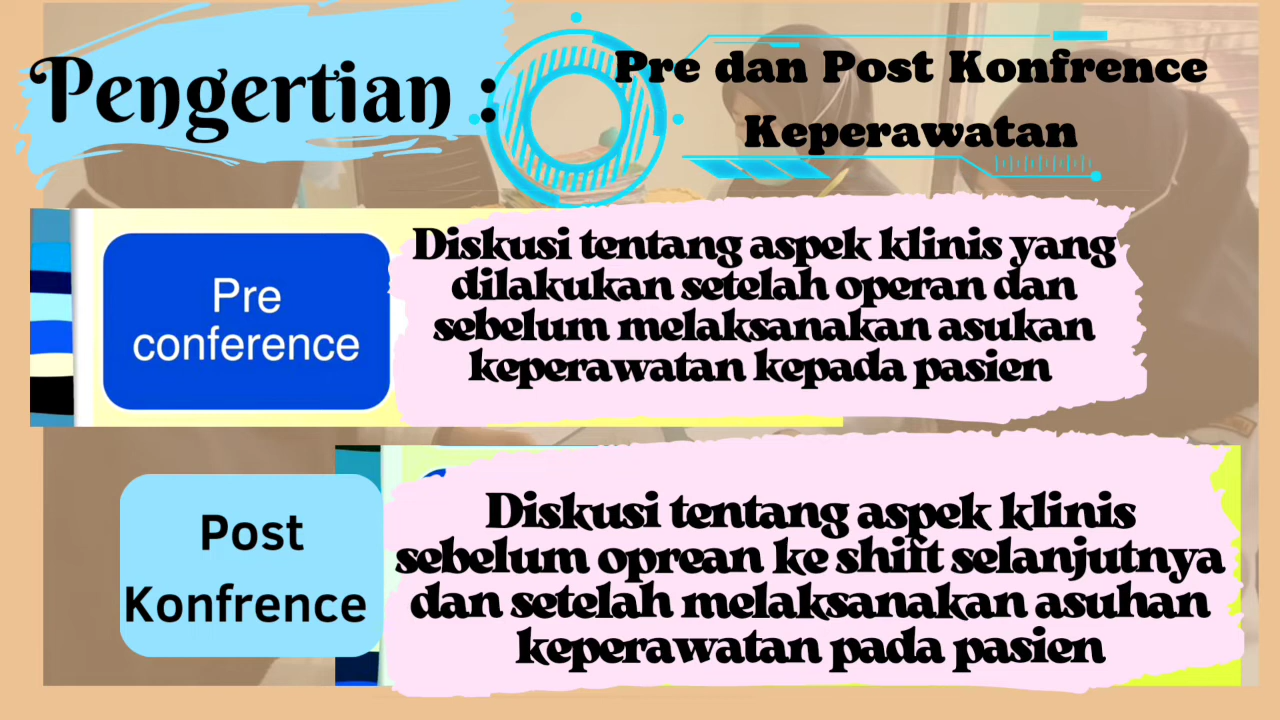 Pengertian :
Pre dan Post Konfrence
Keperawatan
Pre
conference
Diskusi tentang aspek klinis yang
dilakukan setelah operan dan
sebelum melaksanakan asukan
keperawatan kepada pasien
Post
Konfrence
Diskusi tentang aspek klinis
sebelum oprean ke shift selanjutnya
dan setelah melaksanakan asuhan
keperawatan pada pasien